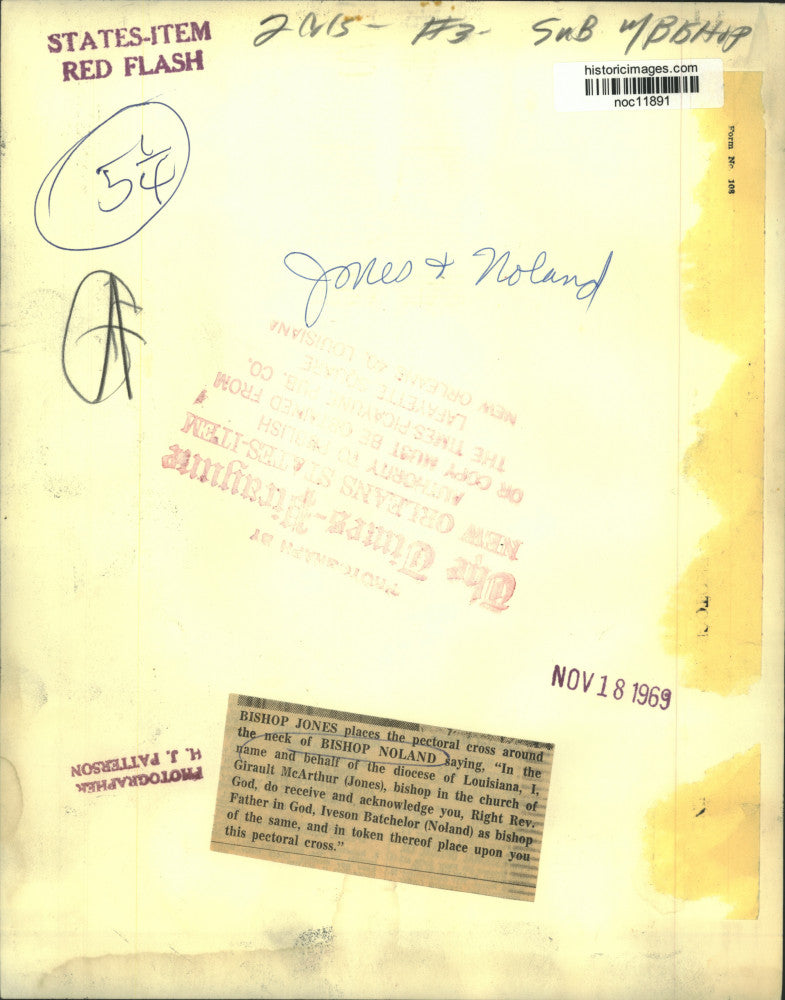 STATES-ITEM
RED FLASH
#3- SUB W/BISHOP
historicimages.com
noc11891
Form No 108
Jones & Noland
PHOTOGRAPH BY
The Times-Picayune
NEW ORLEANS STATES-ITEM
AUTHORITY TO PUBLISH
OR COPY MUST BE OBTAINED FROM
THE TIMES-PICAYUNE PUB. CO.
LAFAYETTE SQUARE
NEW ORLEANS 40, LOUISIANA
NOV 18 1969
PHOTOGRAPHER
H. J. PATTERSON
BISHOP JONES places the pectoral cross around
the neck of BISHOP NOLAND saying, “In the
name and behalf of the diocese of Louisiana, I,
Girault McArthur (Jones), bishop in the church of
God, do receive and acknowledge you, Right Rev.
Father in God, Iveson Batchelor (Noland) as bishop
of the same, and in token thereof place upon you
this pectoral cross.”